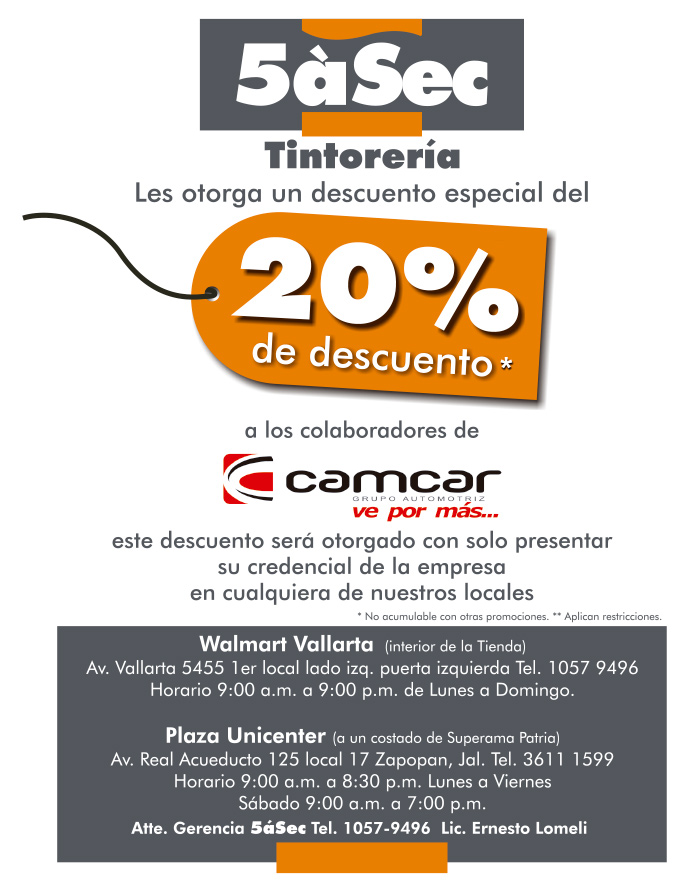 5àSec
Tintorería
Les otorga un descuento especial del
20%
de descuento*
a los colaboradores de
camcar
GRUPO AUTOMOTRIZ
ve por más...
este descuento será otorgado con solo presentar
su credencial de la empresa
en cualquiera de nuestros locales
* No acumulable con otras promociones. ** Aplican restricciones.
Walmart Vallarta (interior de la Tienda)
Av. Vallarta 5455 1er local lado izq. puerta izquierda Tel. 1057 9496
Horario 9:00 a.m. a 9:00 p.m. de Lunes a Domingo.
Plaza Unicenter (a un costado de Superama Patria)
Av. Real Acueducto 125 local 17 Zapopan, Jal. Tel. 3611 1599
Horario 9:00 a.m. a 8:30 p.m. Lunes a Viernes
Sábado 9:00 a.m. a 7:00 p.m.
Atte. Gerencia 5áSec Tel. 1057-9496 Lic. Ernesto Lomeli